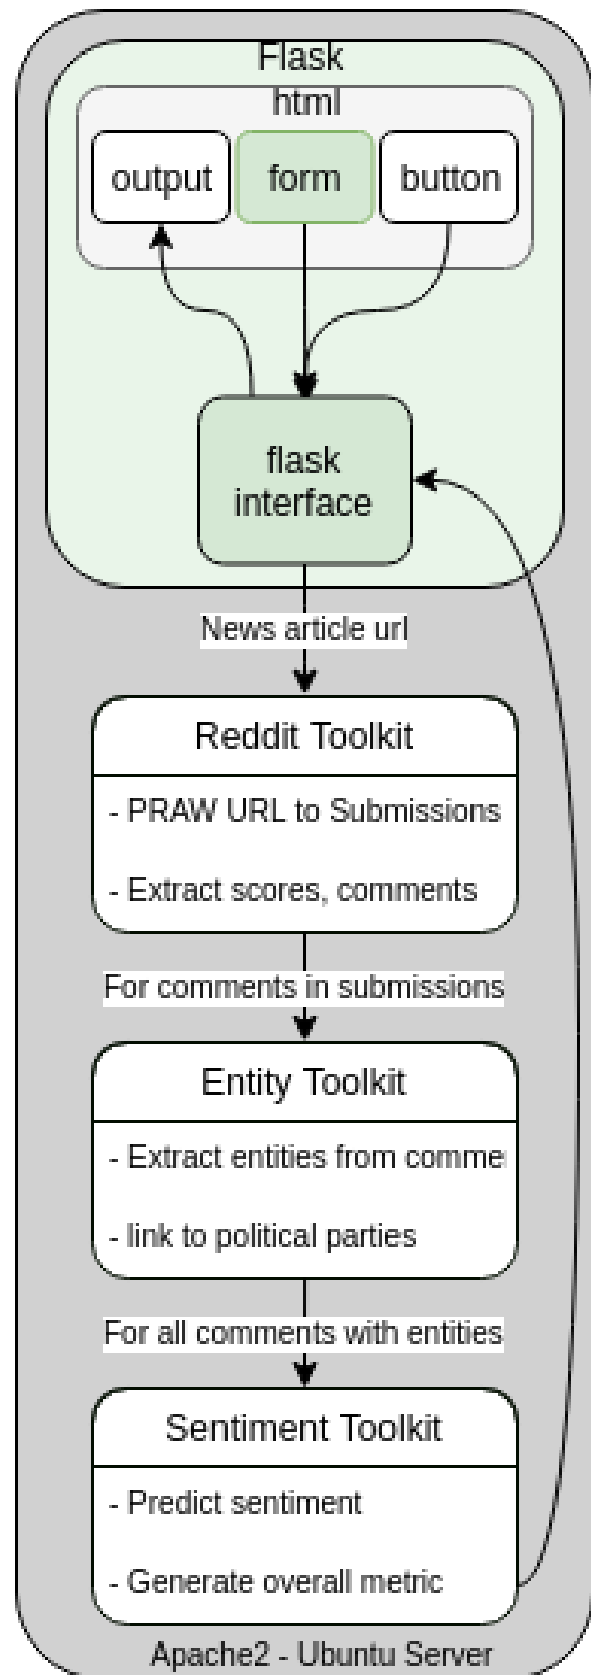 Flask
html
output
form
button
flask
interface
News article url
Reddit Toolkit
- PRAW URL to Submissions
- Extract scores, comments
For comments in submissions
Entity Toolkit
- Extract entities from comme
- link to political parties
For all comments with entities
Sentiment Toolkit
- Predict sentiment
- Generate overall metric
Apache2 - Ubuntu Server